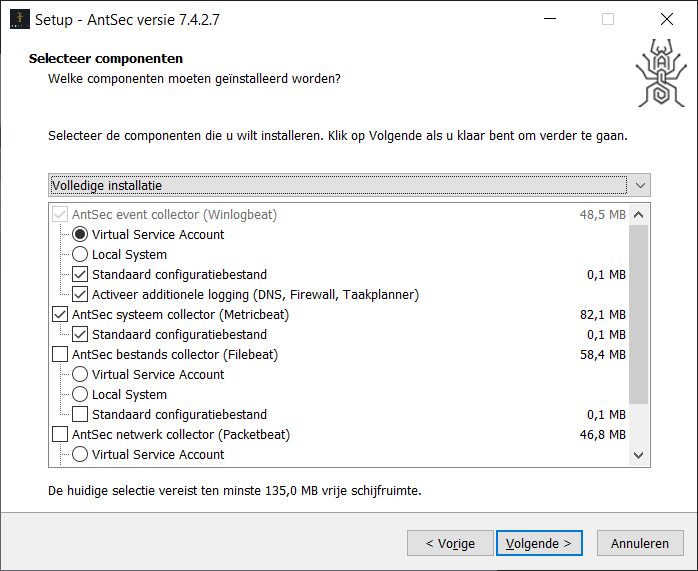 Setup - AntSec versie 7.4.2.7
Selecteer componenten
Welke componenten moeten geïnstalleerd worden?
Selecteer de componenten die u wilt installeren. Klik op Volgende als u klaar bent om verder te gaan.
Volledige installatie
AntSec event collector (Winlogbeat) 48,5 MB
Virtual Service Account
Local System
Standaard configuratiebestand 0,1 MB
Activeer additionele logging (DNS, Firewall, Taakplanner)
AntSec systeem collector (Metricbeat) 82,1 MB
Standaard configuratiebestand 0,1 MB
AntSec bestands collector (Filebeat) 58,4 MB
Virtual Service Account
Local System
Standaard configuratiebestand 0,1 MB
AntSec netwerk collector (Packetbeat) 46,8 MB
Virtual Service Account
De huidige selectie vereist ten minste 135,0 MB vrije schijfruimte.
< Vorige Volgende > Annuleren